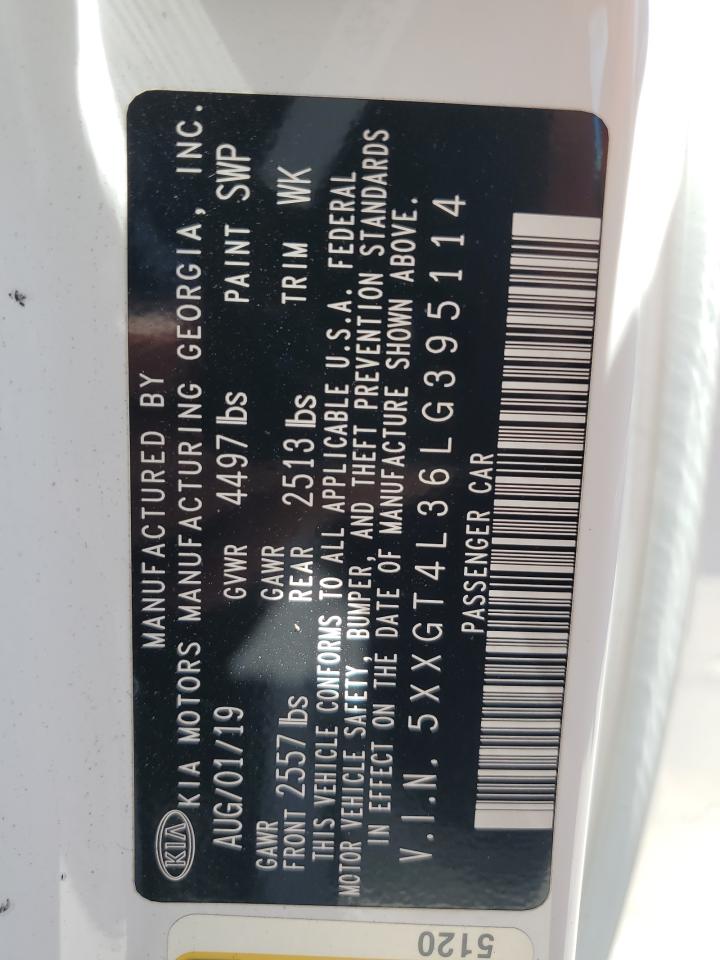 MANUFACTURED BY
KIA KIA MOTORS MANUFACTURING GEORGIA, INC.
AUG/01/19 GVWR 4497 lbs PAINT SWP
GAWR GAWR
FRONT 2557 lbs REAR 2513 lbs TRIM WK
THIS VEHICLE CONFORMS TO ALL APPLICABLE U.S.A. FEDERAL
MOTOR VEHICLE SAFETY, BUMPER, AND THEFT PREVENTION STANDARDS
IN EFFECT ON THE DATE OF MANUFACTURE SHOWN ABOVE.
V.I.N. 5XXGT4L36LG395114
PASSENGER CAR
5120